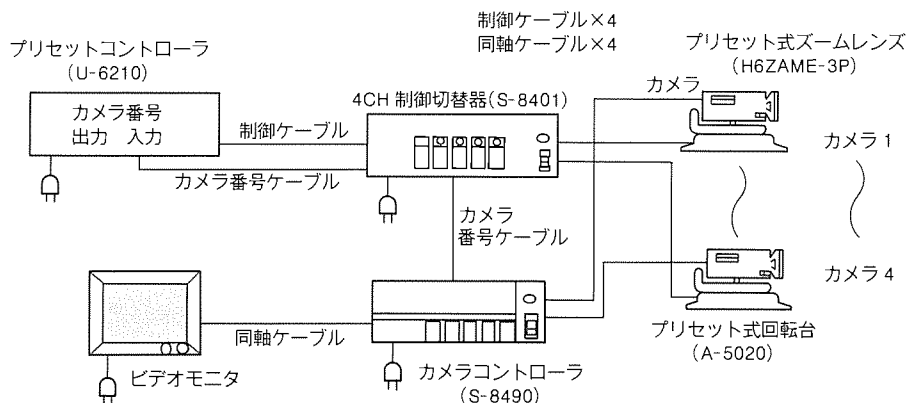 制御ケーブル×4
同軸ケーブル×4
プリセットコントローラ
(U-6210)
プリセット式ズームレンズ
(H6ZAME-3P)
カメラ
4CH 制御切替器(S-8401)
カメラ番号
出力 入力
制御ケーブル
カメラ番号ケーブル
カメラ1
カメラ
番号ケーブル
カメラ4
同軸ケーブル
プリセット式回転台
(A-5020)
ビデオモニタ
カメラコントローラ
(S-8490)